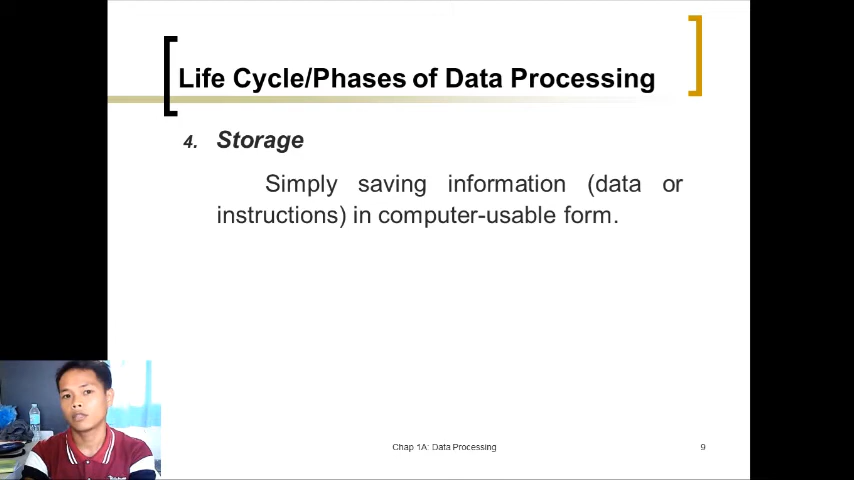 Life Cycle/Phases of Data Processing
4. Storage
Simply saving information (data or
instructions) in computer-usable form.
Chap 1A: Data Processing
9